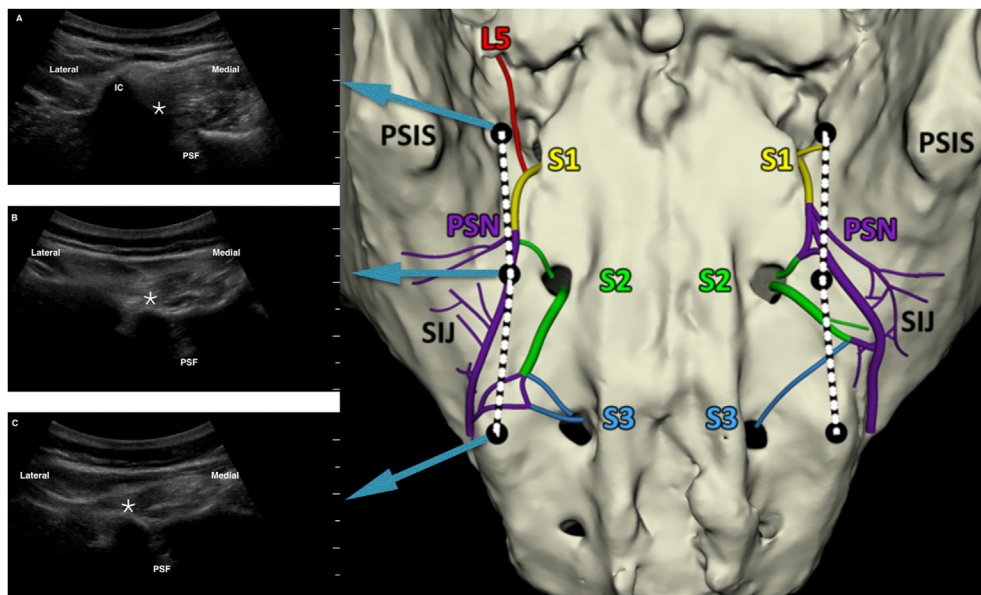 A
Lateral
Medial
IC
PSF
B
Lateral
Medial
PSF
C
Lateral
Medial
PSF
L5
PSIS
PSIS
S1
S1
PSN
PSN
S2
S2
SIJ
SIJ
S3
S3